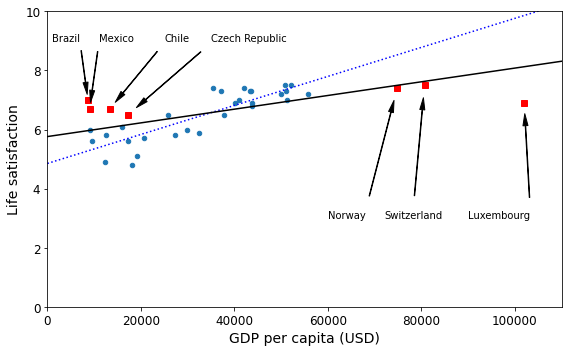 10
Brazil Mexico Chile Czech Republic
8
6
Life satisfaction
4
Norway Switzerland Luxembourg
2
0
0 20000 40000 60000 80000 100000
GDP per capita (USD)